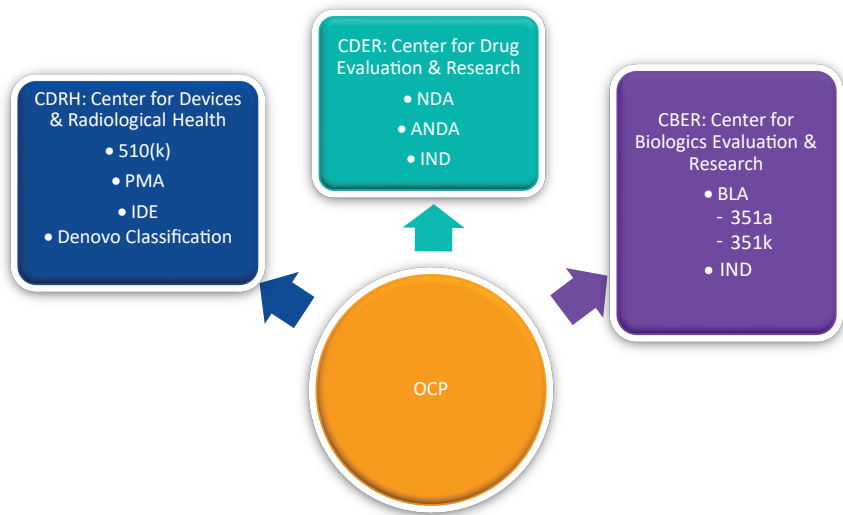 CDRH: Center for Devices
& Radiological Health
• 510(k)
• PMA
• IDE
• Denovo Classification
CDER: Center for Drug
Evaluation & Research
• NDA
• ANDA
• IND
CBER: Center for
Biologics Evaluation &
Research
• BLA
- 351a
- 351k
• IND
OCP